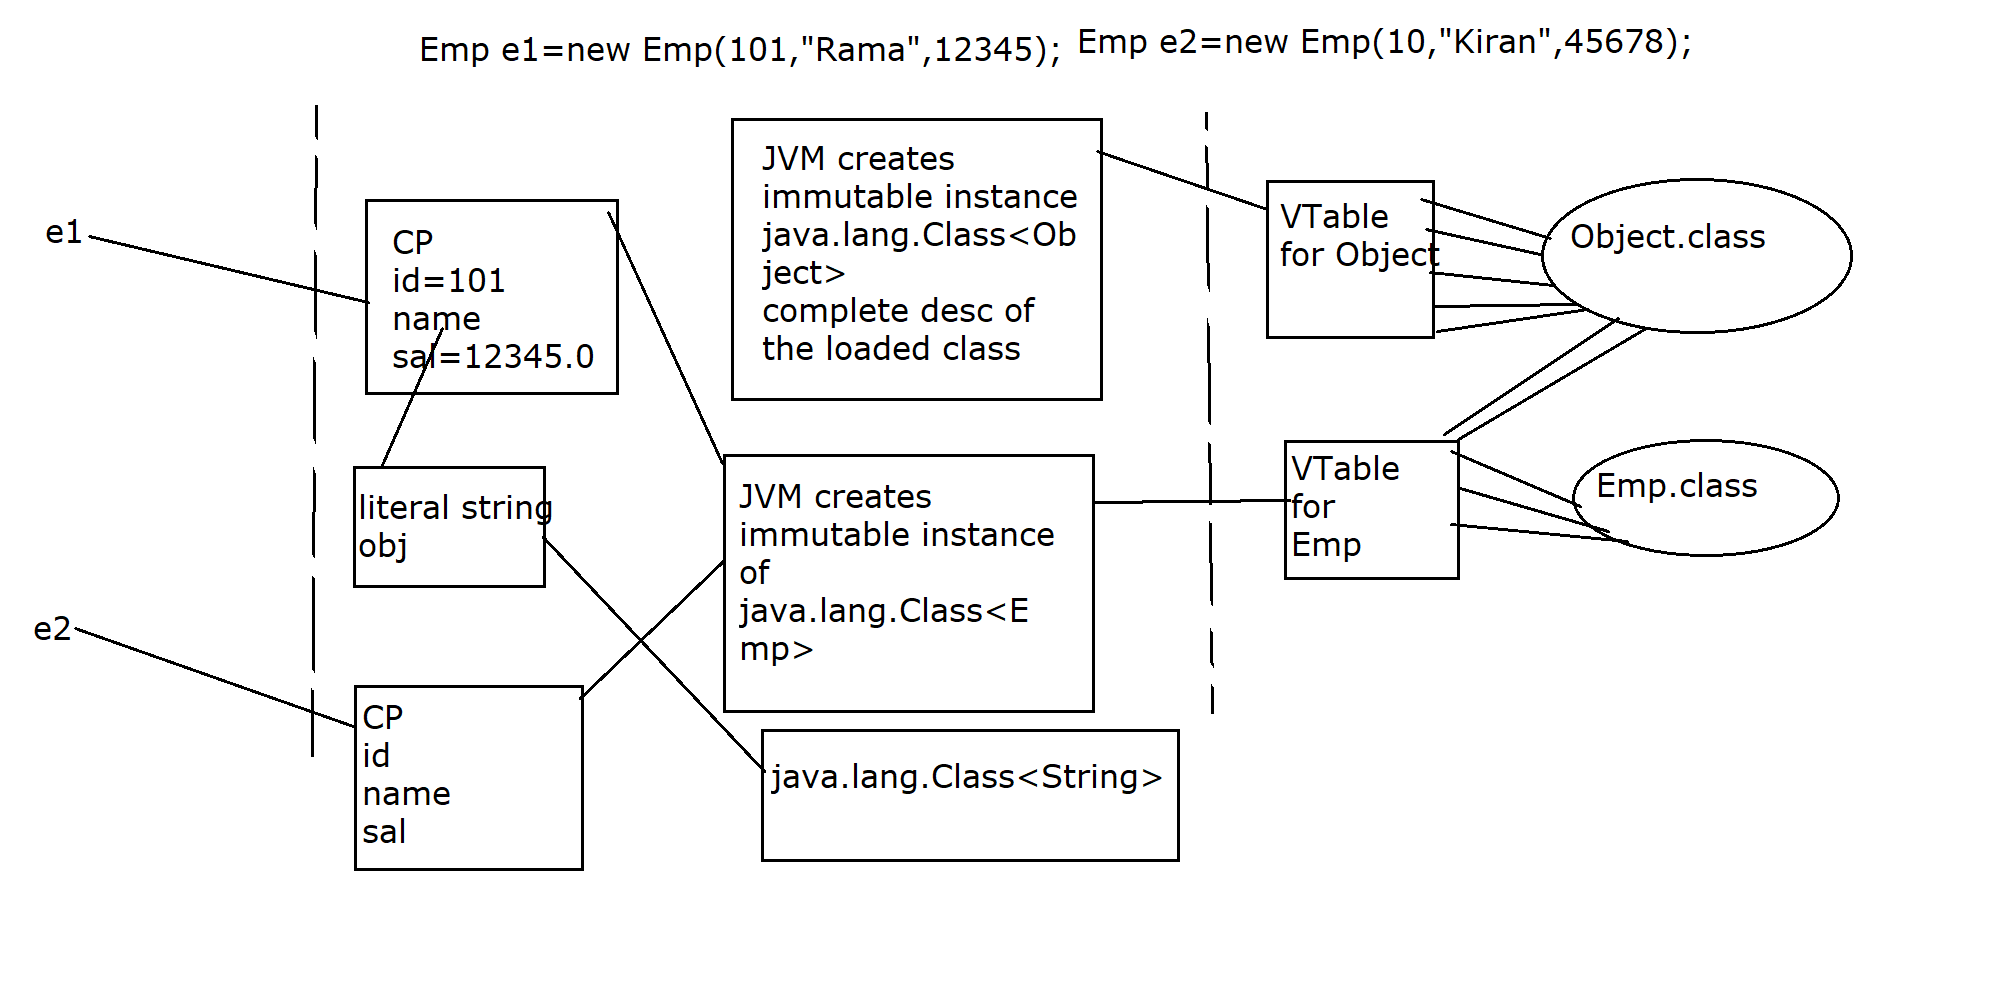 Emp e1=new Emp(101,"Rama",12345);
Emp e2=new Emp(10,"Kiran",45678);
e1
CP
id=101
name
sal=12345.0
JVM creates
immutable instance
java.lang.Class<Ob
ject>
complete desc of
the loaded class
VTable
for Object
Object.class
literal string
obj
JVM creates
immutable instance
of
java.lang.Class<E
mp>
VTable
for
Emp
Emp.class
e2
CP
id
name
sal
java.lang.Class<String>